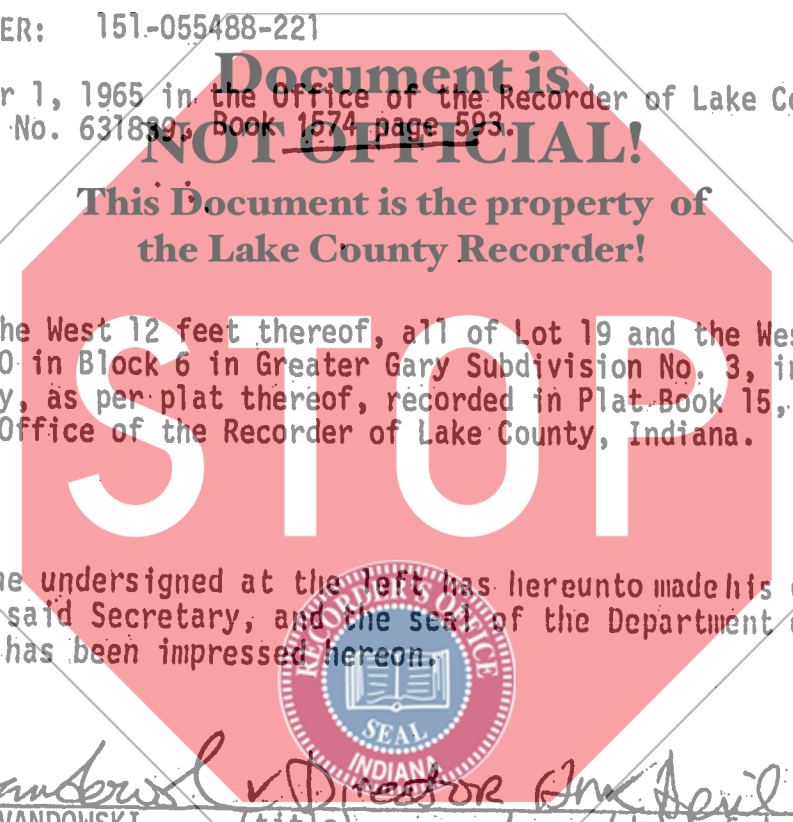 ER: 151-055488-221
Document is
r 1, 1965 in the Office of the Recorder of Lake Co
No. 631839, Book 1574 page 593.
NOT OFFICIAL!
This Document is the property of
the Lake County Recorder!
he West 12 feet thereof, all of Lot 19 and the Wes
0 in Block 6 in Greater Gary Subdivision No. 3, in
y, as per plat thereof, recorded in Plat Book 15,
Office of the Recorder of Lake County, Indiana.
STOP
he undersigned at the left has hereunto made his
said Secretary, and the seal of the Department
has been impressed hereon.
RECORDER'S OFFICE
SEAL
INDIANA
Director
VANDOWSKI (title)